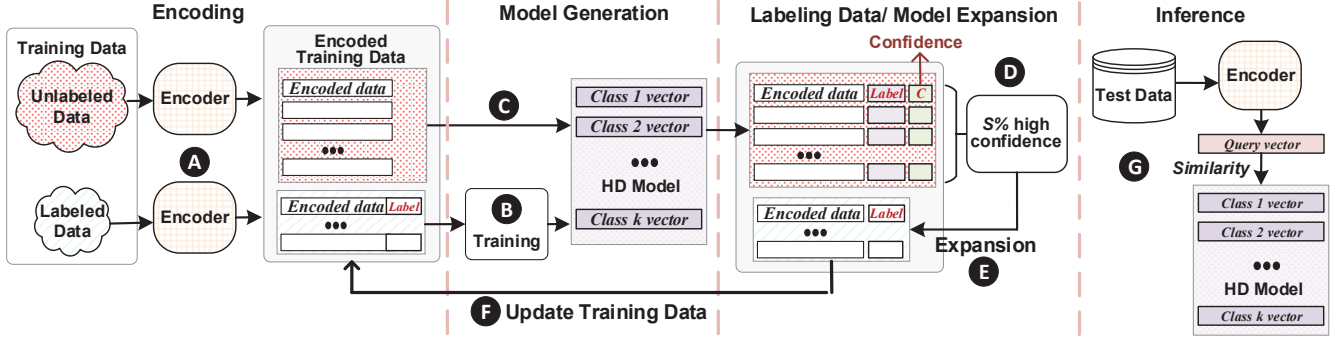 Encoding
Training Data
Unlabeled
Data
Labeled
Data
Encoder
A
Encoder
Encoded
Training Data
Encoded data
•••
Encoded data
Label
•••
Model Generation
C
B
Training
Class 1 vector
Class 2 vector
•••
HD Model
Class k vector
Labeling Data/ Model Expansion
Confidence
Encoded data
Label
C
•••
Encoded data
Label
•••
D
S% high
confidence
Expansion
E
F Update Training Data
Inference
Test Data
Encoder
Query vector
G
Similarity
Class 1 vector
Class 2 vector
•••
HD Model
Class k vector